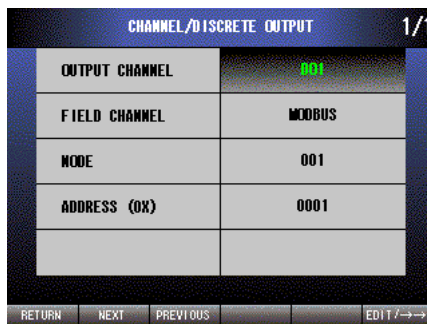 CHANNEL/DISCRETE OUTPUT 1/1
OUTPUT CHANNEL 001
FIELD CHANNEL MODBUS
NODE 001
ADDRESS (0X) 0001
RETURN NEXT PREVIOUS EDIT/→→